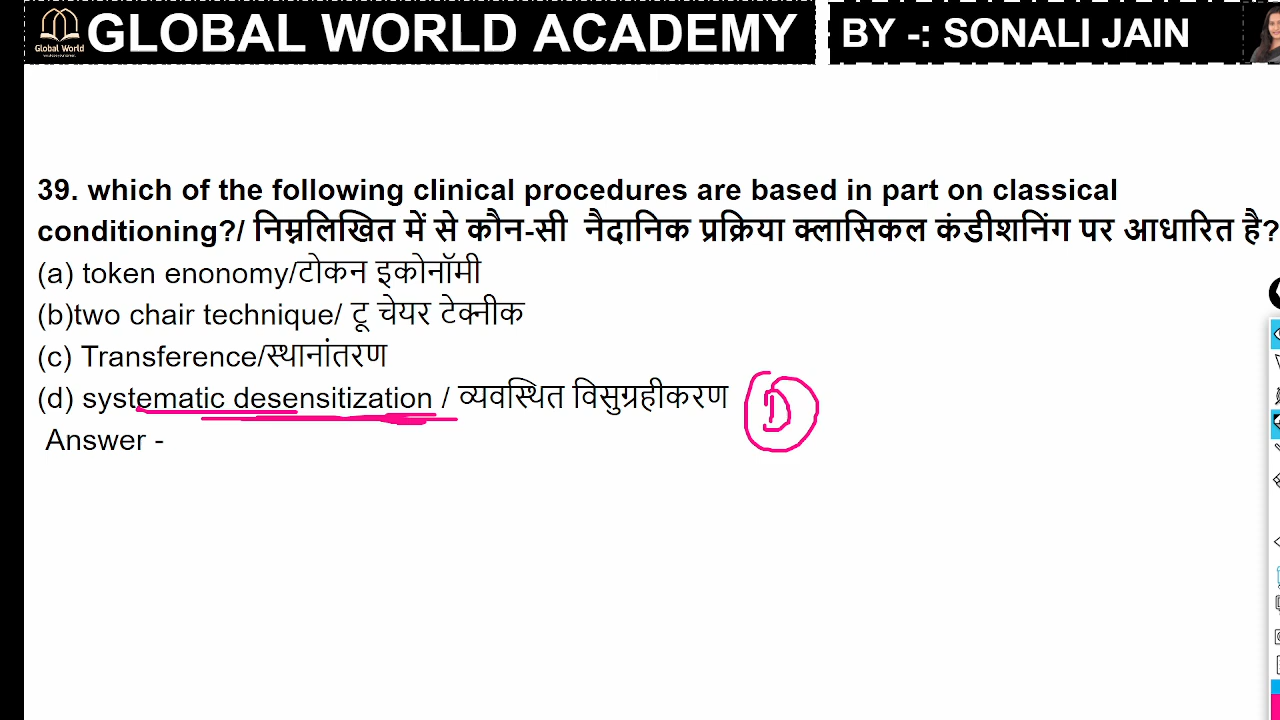 Global World
GLOBAL WORLD ACADEMY
BY -: SONALI JAIN
39. which of the following clinical procedures are based in part on classical
conditioning?/ निम्नलिखित में से कौन-सी नैदानिक प्रक्रिया क्लासिकल कंडीशनिंग पर आधारित है?
(a) token enonomy/टोकन इकोनॉमी
(b)two chair technique/ टू चेयर टेक्नीक
(c) Transference/स्थानांतरण
(d) systematic desensitization / व्यवस्थित विसुग्रहीकरण
D
Answer -